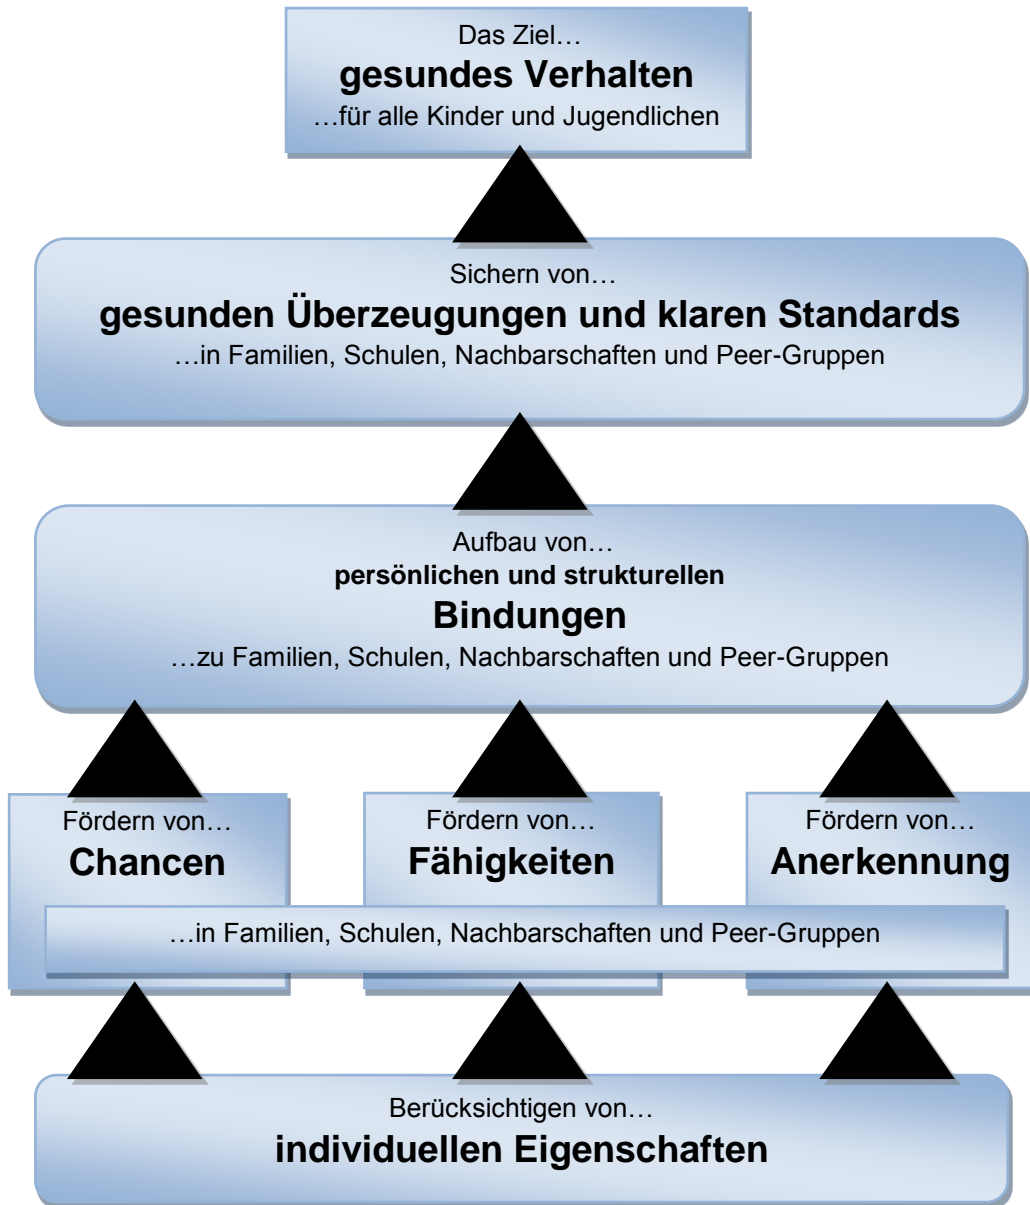 Das Ziel…
gesundes Verhalten
…für alle Kinder und Jugendlichen
Sichern von…
gesunden Überzeugungen und klaren Standards
…in Familien, Schulen, Nachbarschaften und Peer-Gruppen
Aufbau von…
persönlichen und strukturellen
Bindungen
…zu Familien, Schulen, Nachbarschaften und Peer-Gruppen
Fördern von…
Chancen
Fördern von…
Fähigkeiten
Fördern von…
Anerkennung
…in Familien, Schulen, Nachbarschaften und Peer-Gruppen
Berücksichtigen von…
individuellen Eigenschaften